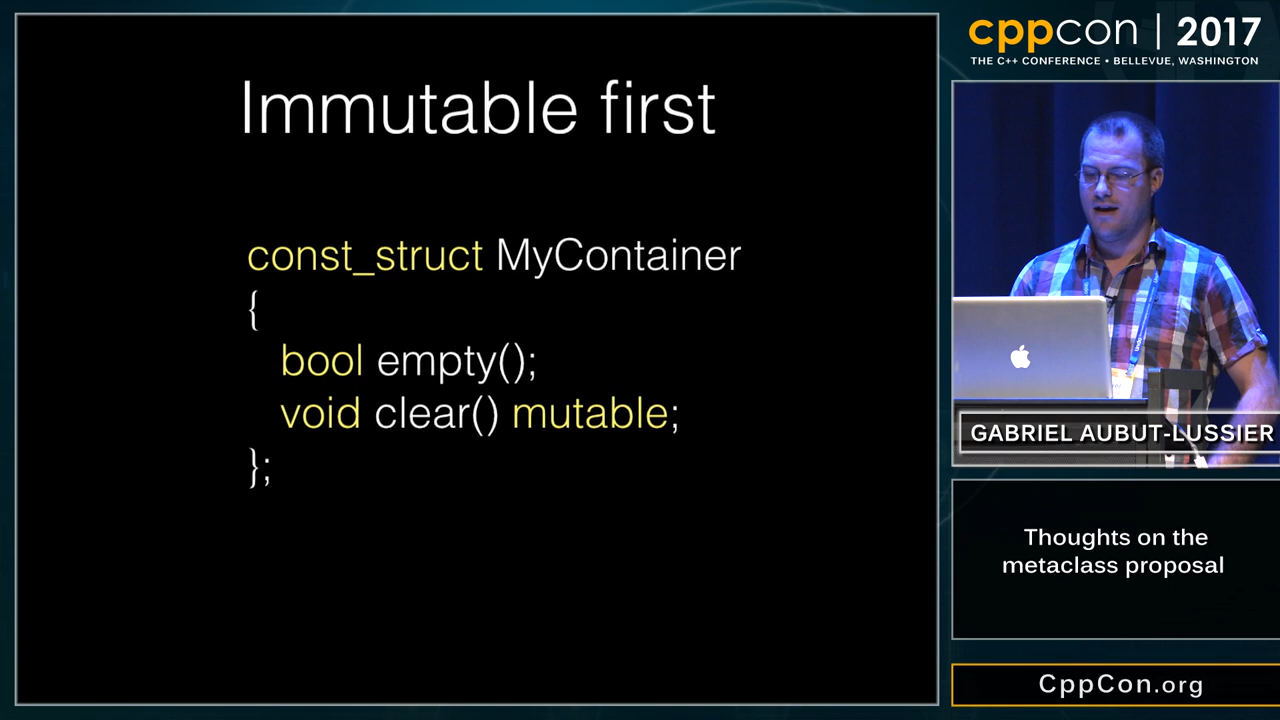 Immutable first
const_struct MyContainer
{
bool empty();
void clear() mutable;
};
cppcon | 2017
THE C++ CONFERENCE • BELLEVUE, WASHINGTON
GABRIEL AUBUT-LUSSIER
Thoughts on the
metaclass proposal
CppCon.org